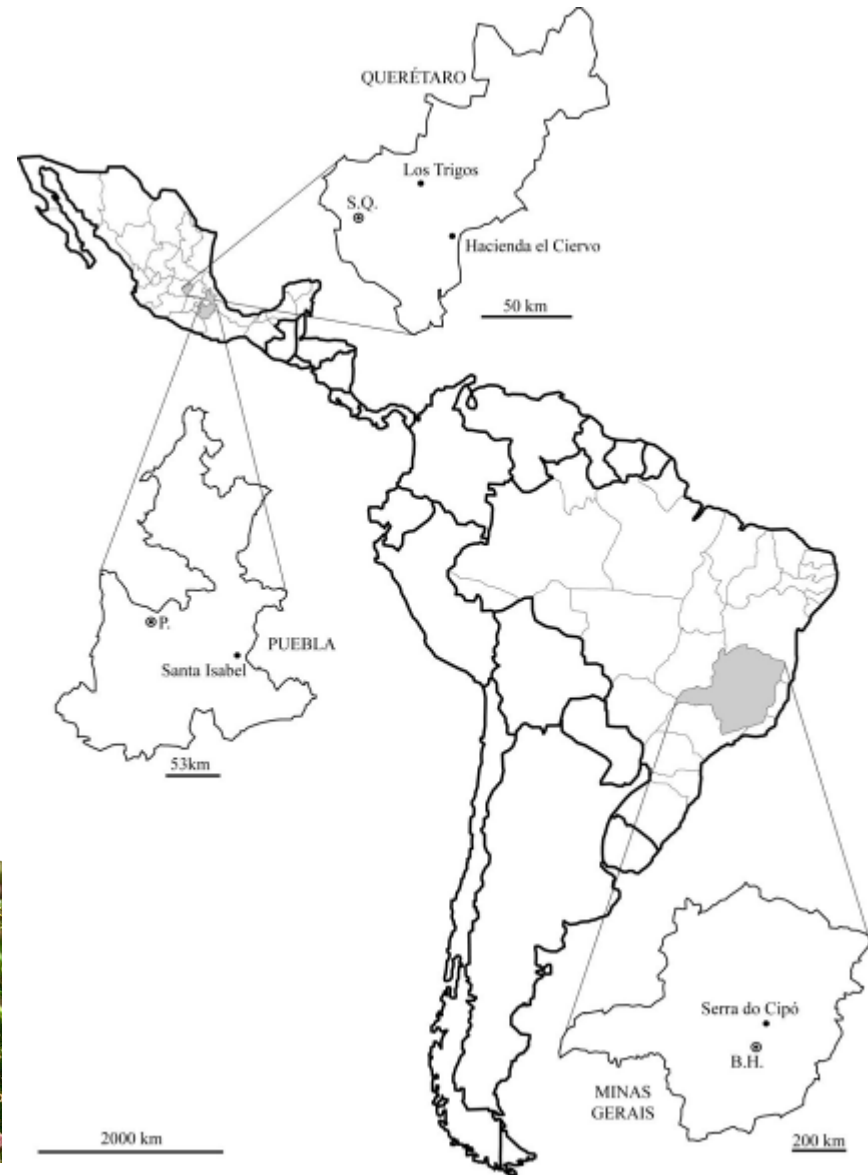 QUERÉTARO
Los Trigos
S.Q.
Hacienda el Ciervo
50 km
P.
PUEBLA
Santa Isabel
53km
Serra do Cipó
B.H.
MINAS
GERAIS
2000 km
200 km